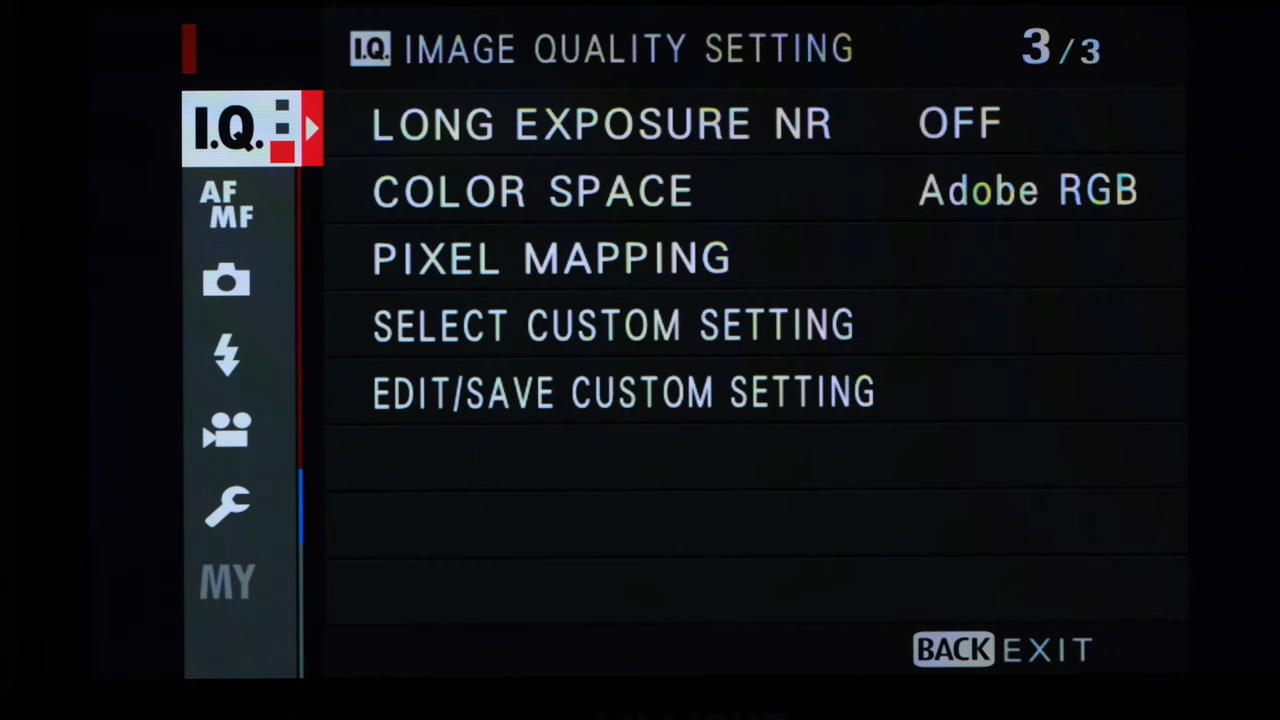 I.Q. IMAGE QUALITY SETTING 3/3
I.Q.
LONG EXPOSURE NR OFF
COLOR SPACE Adobe RGB
AF
MF
PIXEL MAPPING
SELECT CUSTOM SETTING
EDIT/SAVE CUSTOM SETTING
MY
BACK EXIT